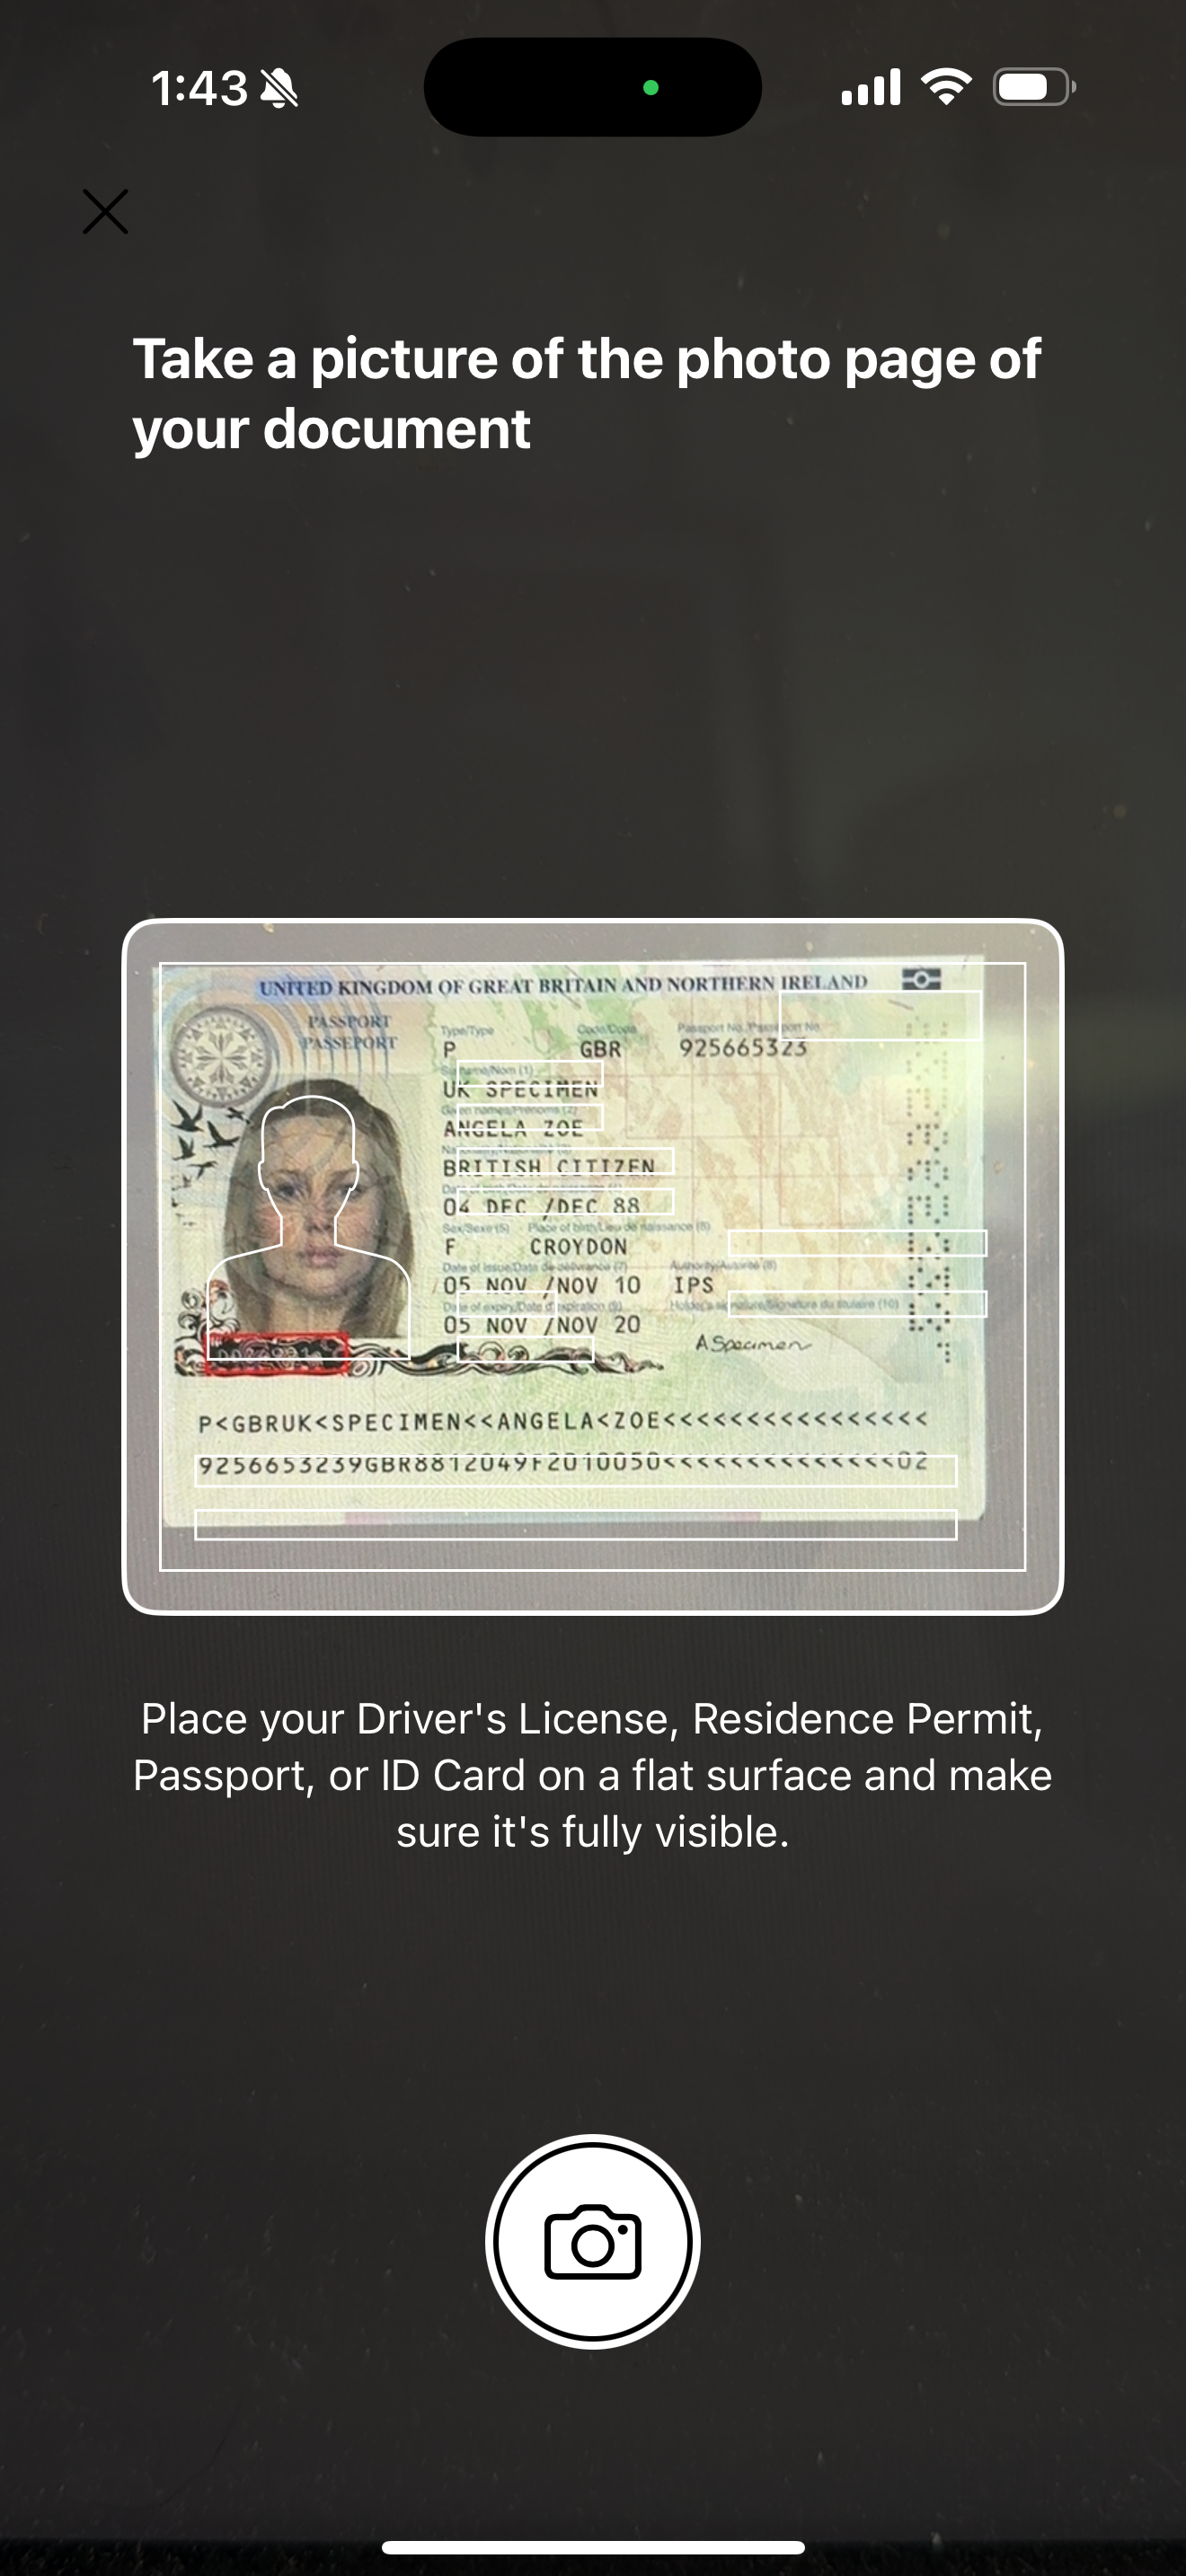 1:43
Take a picture of the photo page of
your document
UNITED KINGDOM OF GREAT BRITAIN AND NORTHERN IRELAND
PASSPORT
PASSEPORT
Type/Type Code/Code Passport No./Passeport No.
P GBR 925665323
Surname/Nom (1)
UK SPECIMEN
Given names/Prénoms (2)
ANGELA ZOE
BRITISH CITIZEN
04 DEC /DEC 88
Sex/Sexe (5) Place of birth/Lieu de naissance (6)
F CROYDON
Date of issue/Date de délivrance (7) Authority/Autorité (8)
05 NOV /NOV 10 IPS
Date of expiry/Date d'expiration (9) Holder's signature/Signature du titulaire (10)
05 NOV /NOV 20
A Specimen
P<GBRUK<SPECIMEN<<ANGELA<ZOE<<<<<<<<<<<<<<<<<
9256653239GBR8812049F2010050<<<<<<<<<<<<<<<02
Place your Driver's License, Residence Permit,
Passport, or ID Card on a flat surface and make
sure it's fully visible.